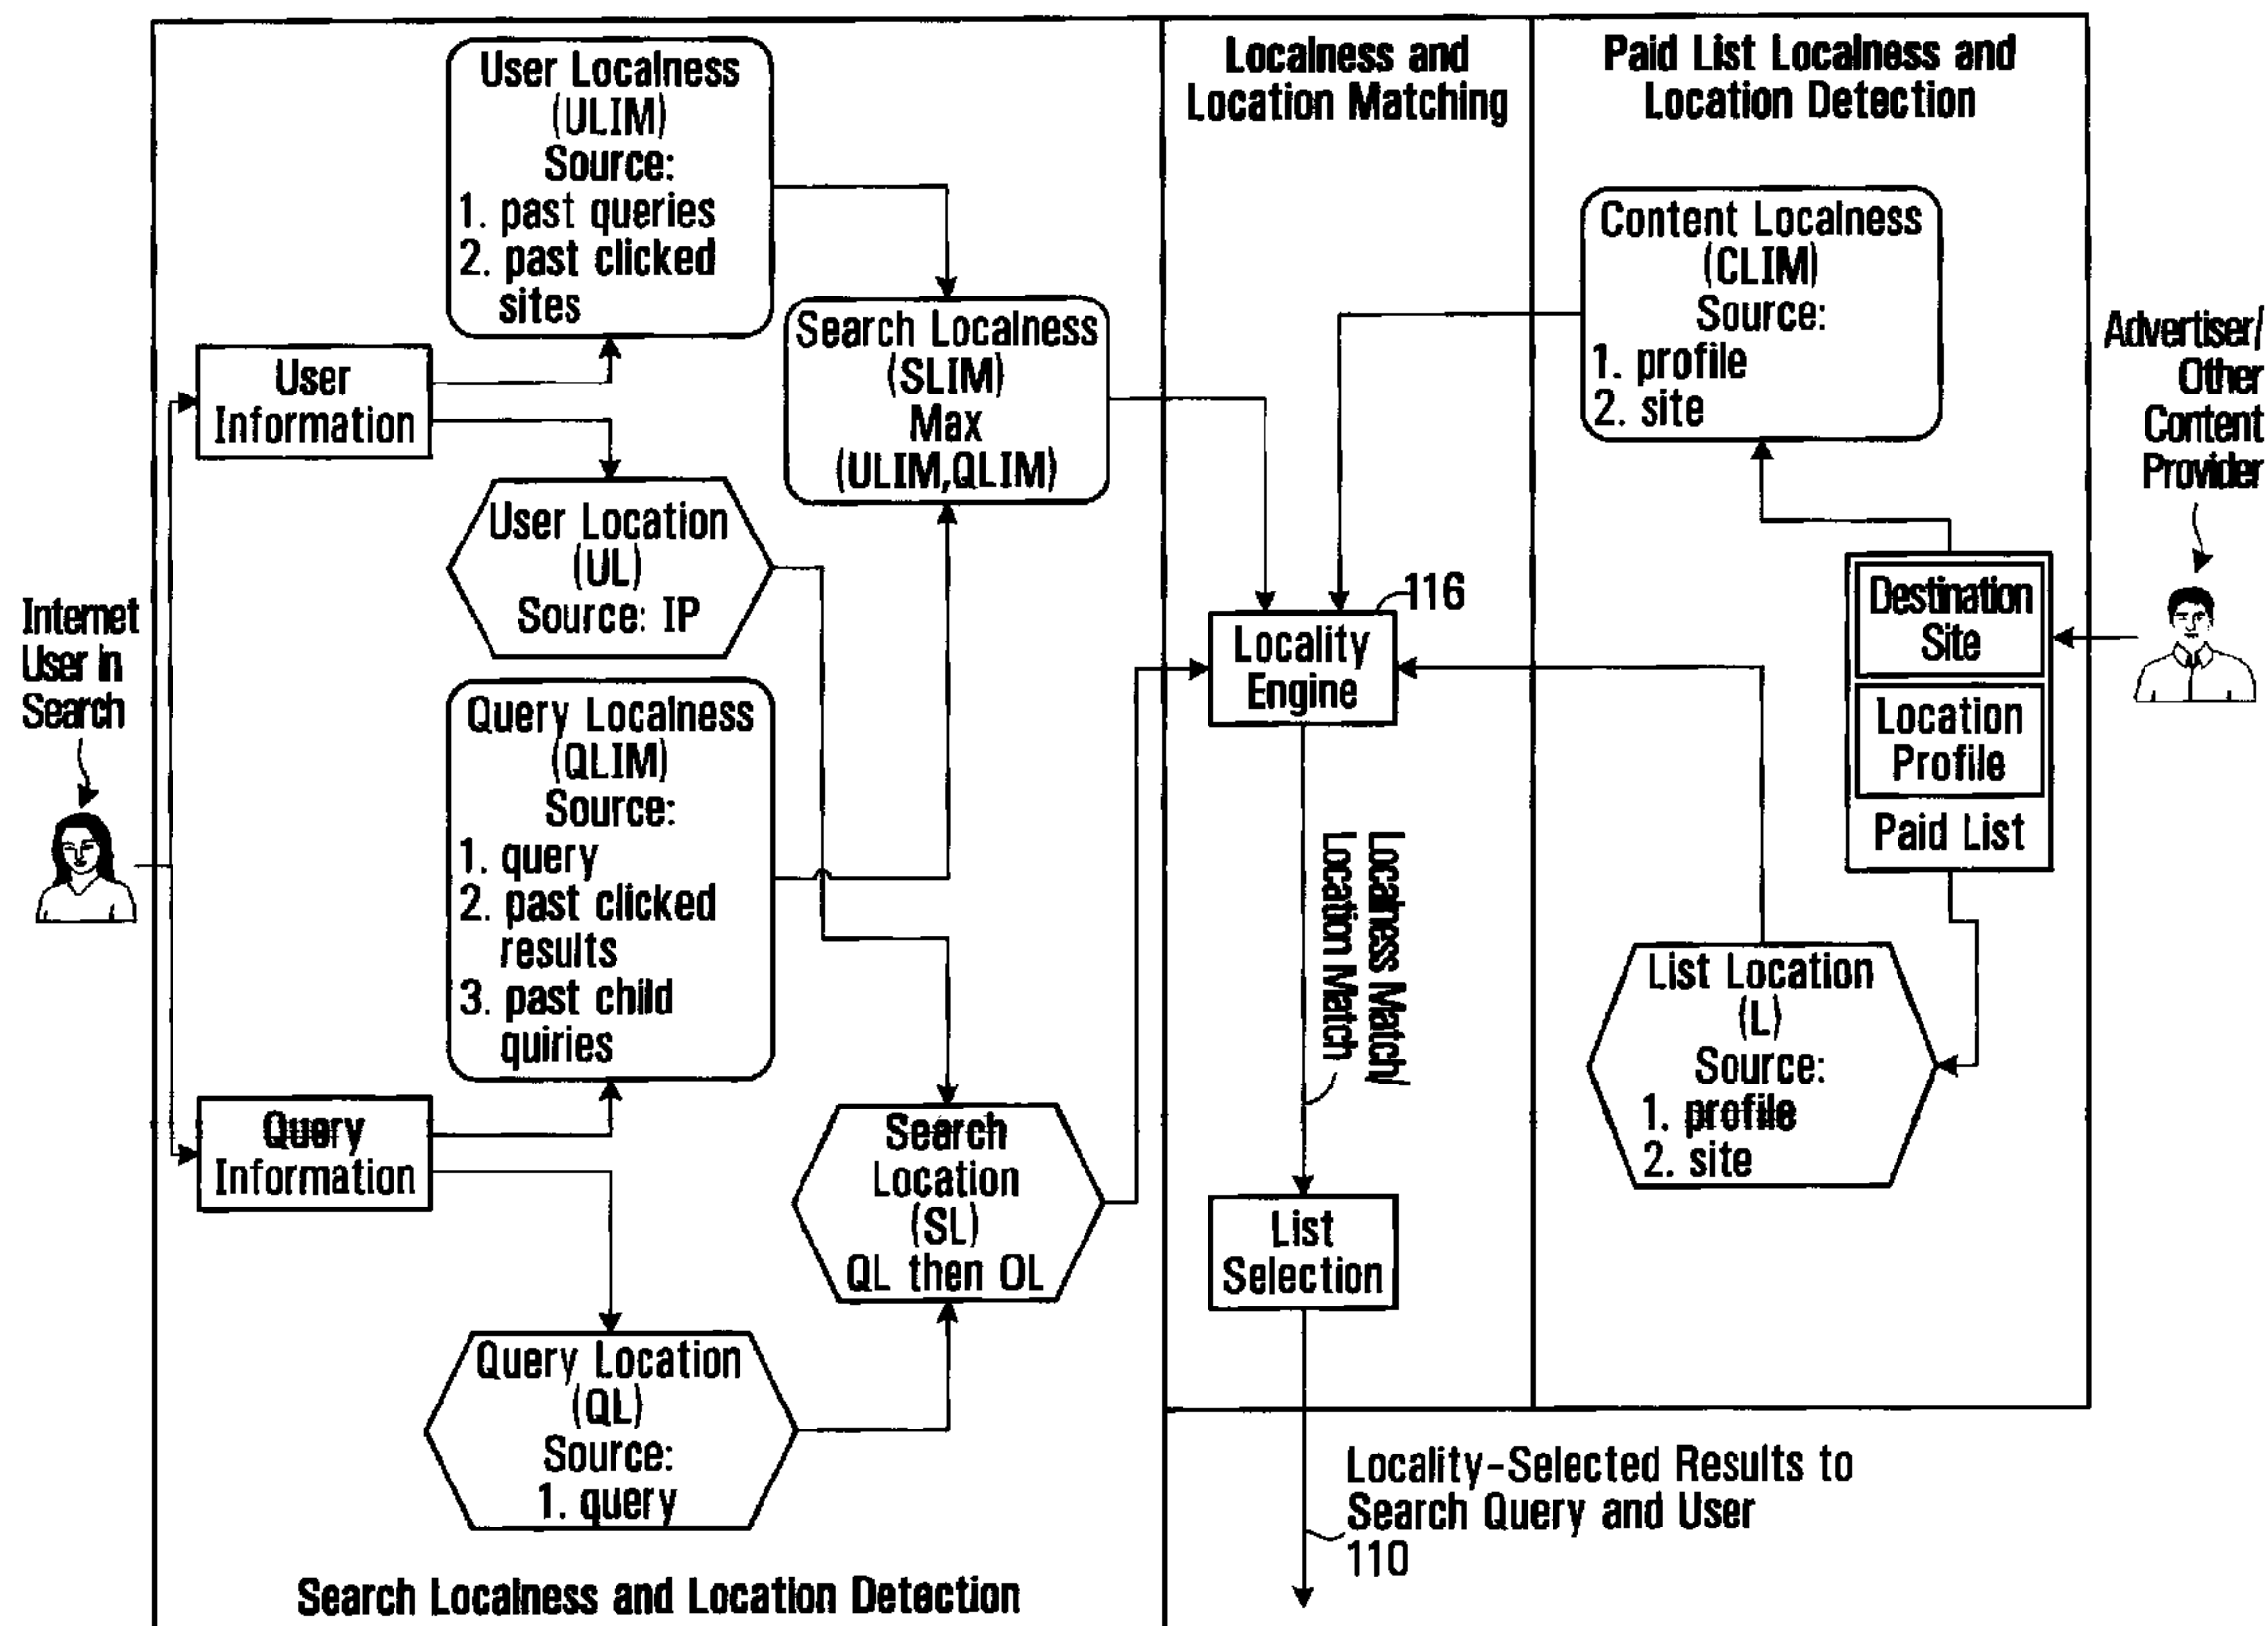 User Localness
(ULIM)
Source:
1. past queries
2. past clicked
sites
Localness and
Location Matching
Paid List Localness and
Location Detection
User
Information
Search Localness
(SLIM)
Max
(ULIM,QLIM)
Content Localness
(CLIM)
Source:
1. profile
2. site
Advertiser/
Other
Content
Provider
User Location
(UL)
Source: IP
Internet
User in
Search
116
Locality
Engine
Destination
Site
Location
Profile
Paid List
Query Localness
(QLIM)
Source:
1. query
2. past clicked
results
3. past child
quiries
Localness Match/
Location Match
List Location
(L)
Source:
1. profile
2. site
Query
Information
Search
Location
(SL)
QL then OL
List
Selection
Query Location
(QL)
Source:
1. query
Locality-Selected Results to
Search Query and User
110
Search Localness and Location Detection